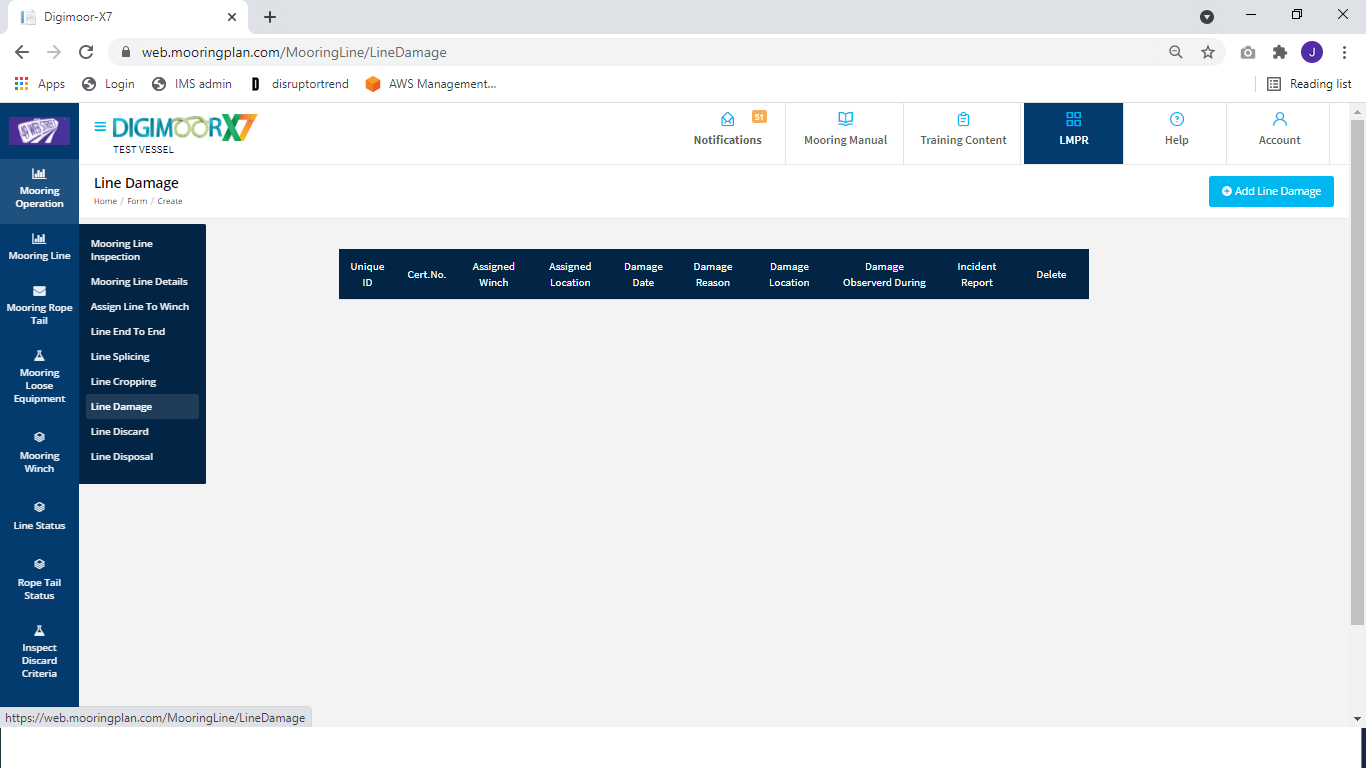 Digimoor-X7
web.mooringplan.com/MooringLine/LineDamage
J
Apps
Login
IMS admin
D
disruptortrend
AWS Management...
Reading list
49 WEB STREET
DIGIMOORX7
TEST VESSEL
51
Notifications
Mooring Manual
Training Content
LMPR
Help
Account
Mooring
Operation
Mooring Line
Mooring Rope
Tail
Mooring
Loose
Equipment
Mooring
Winch
Line Status
Rope Tail
Status
Inspect
Discard
Criteria
Line Damage
Home / Form / Create
Add Line Damage
Mooring Line
Inspection
Mooring Line Details
Assign Line To Winch
Line End To End
Line Splicing
Line Cropping
Line Damage
Line Discard
Line Disposal
Unique
ID
Cert.No.
Assigned
Winch
Assigned
Location
Damage
Date
Damage
Reason
Damage
Location
Damage
Observerd During
Incident
Report
Delete
https://web.mooringplan.com/MooringLine/LineDamage